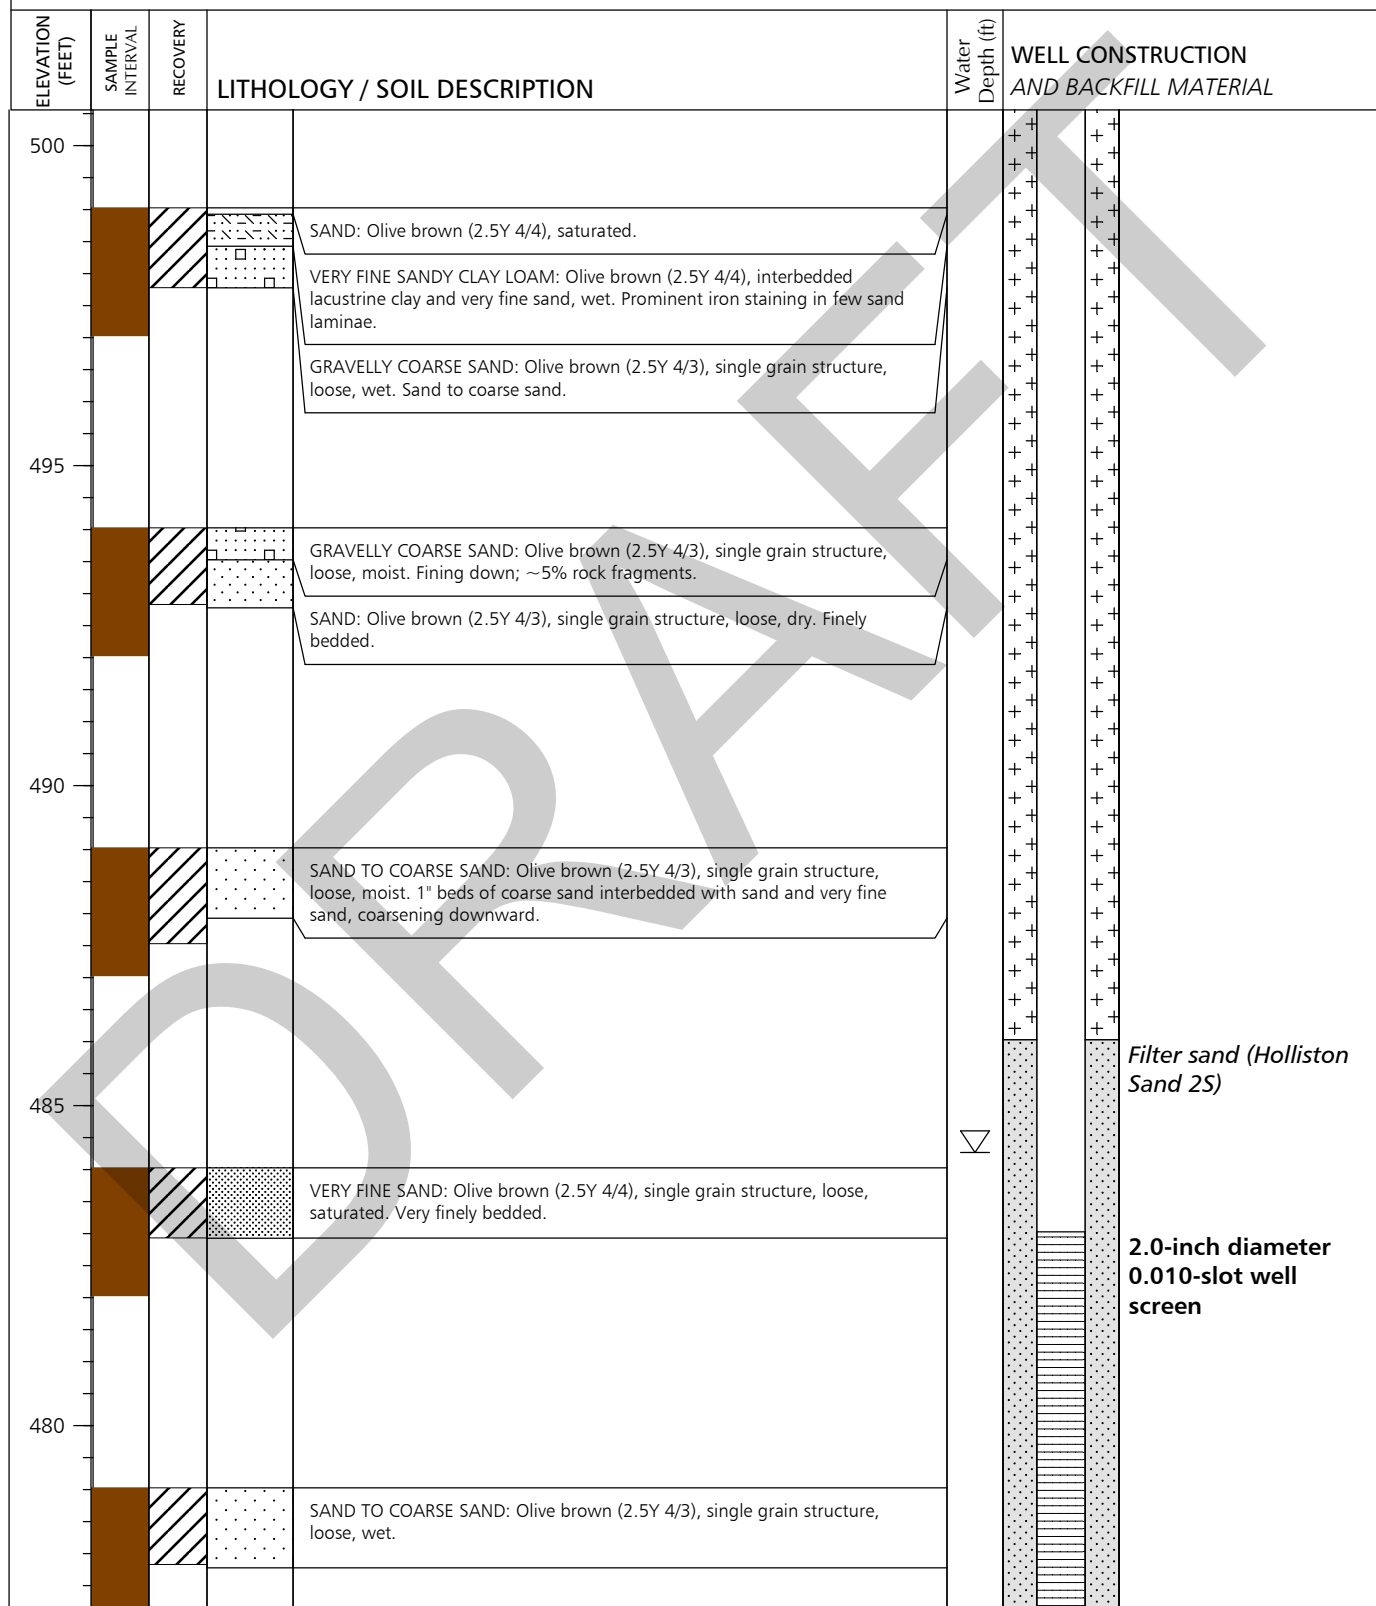 ELEVATION
(FEET)
SAMPLE
INTERVAL
RECOVERY
LITHOLOGY / SOIL DESCRIPTION
Water
Depth (ft)
WELL CONSTRUCTION
AND BACKFILL MATERIAL
500
SAND: Olive brown (2.5Y 4/4), saturated.
VERY FINE SANDY CLAY LOAM: Olive brown (2.5Y 4/4), interbedded
lacustrine clay and very fine sand, wet. Prominent iron staining in few sand
laminae.
GRAVELLY COARSE SAND: Olive brown (2.5Y 4/3), single grain structure,
loose, wet. Sand to coarse sand.
495
GRAVELLY COARSE SAND: Olive brown (2.5Y 4/3), single grain structure,
loose, moist. Fining down; ~5% rock fragments.
SAND: Olive brown (2.5Y 4/3), single grain structure, loose, dry. Finely
bedded.
490
SAND TO COARSE SAND: Olive brown (2.5Y 4/3), single grain structure,
loose, moist. 1" beds of coarse sand interbedded with sand and very fine
sand, coarsening downward.
Filter sand (Holliston
Sand 2S)
485
VERY FINE SAND: Olive brown (2.5Y 4/4), single grain structure, loose,
saturated. Very finely bedded.
2.0-inch diameter
0.010-slot well
screen
480
SAND TO COARSE SAND: Olive brown (2.5Y 4/3), single grain structure,
loose, wet.
DRAFT